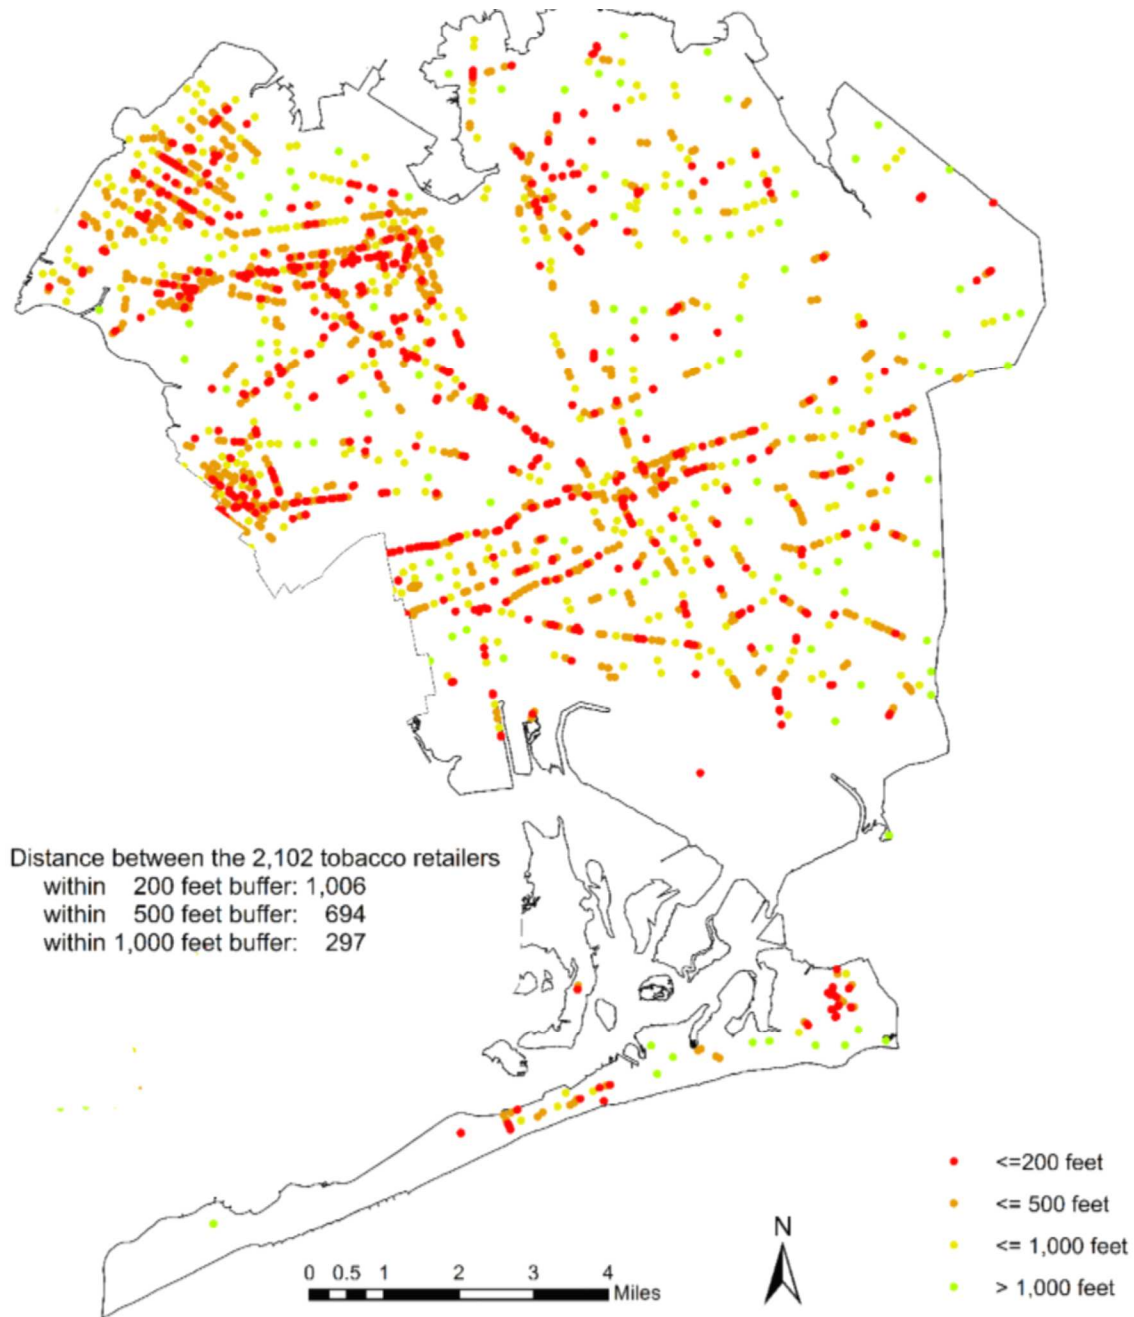 Distance between the 2,102 tobacco retailers
within 200 feet buffer: 1,006
within 500 feet buffer: 694
within 1,000 feet buffer: 297
<=200 feet
<= 500 feet
<= 1,000 feet
> 1,000 feet
N
0 0.5 1 2 3 4
Miles